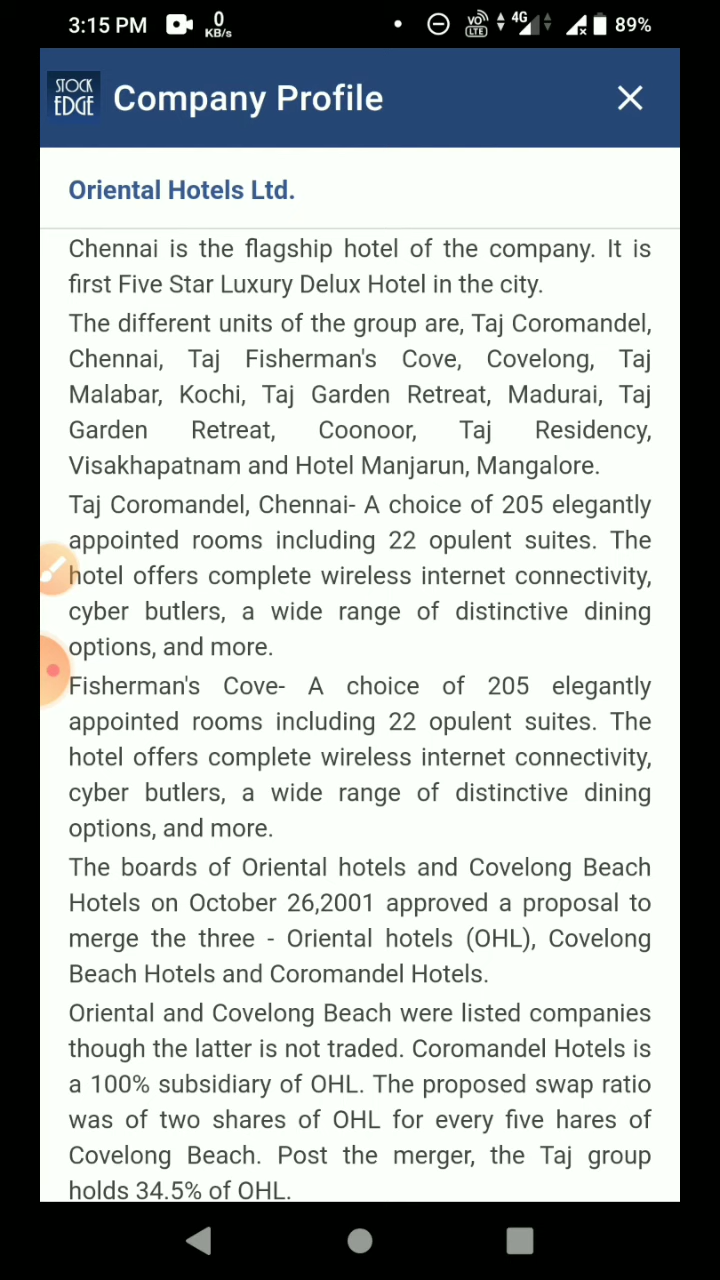 3:15 PM 0 KB/s VO LTE 4G 89%
STOCK EDGE Company Profile
Oriental Hotels Ltd.
Chennai is the flagship hotel of the company. It is
first Five Star Luxury Delux Hotel in the city.
The different units of the group are, Taj Coromandel,
Chennai, Taj Fisherman's Cove, Covelong, Taj
Malabar, Kochi, Taj Garden Retreat, Madurai, Taj
Garden Retreat, Coonoor, Taj Residency,
Visakhapatnam and Hotel Manjarun, Mangalore.
Taj Coromandel, Chennai- A choice of 205 elegantly
appointed rooms including 22 opulent suites. The
hotel offers complete wireless internet connectivity,
cyber butlers, a wide range of distinctive dining
options, and more.
Fisherman's Cove- A choice of 205 elegantly
appointed rooms including 22 opulent suites. The
hotel offers complete wireless internet connectivity,
cyber butlers, a wide range of distinctive dining
options, and more.
The boards of Oriental hotels and Covelong Beach
Hotels on October 26,2001 approved a proposal to
merge the three - Oriental hotels (OHL), Covelong
Beach Hotels and Coromandel Hotels.
Oriental and Covelong Beach were listed companies
though the latter is not traded. Coromandel Hotels is
a 100% subsidiary of OHL. The proposed swap ratio
was of two shares of OHL for every five hares of
Covelong Beach. Post the merger, the Taj group
holds 34.5% of OHL.